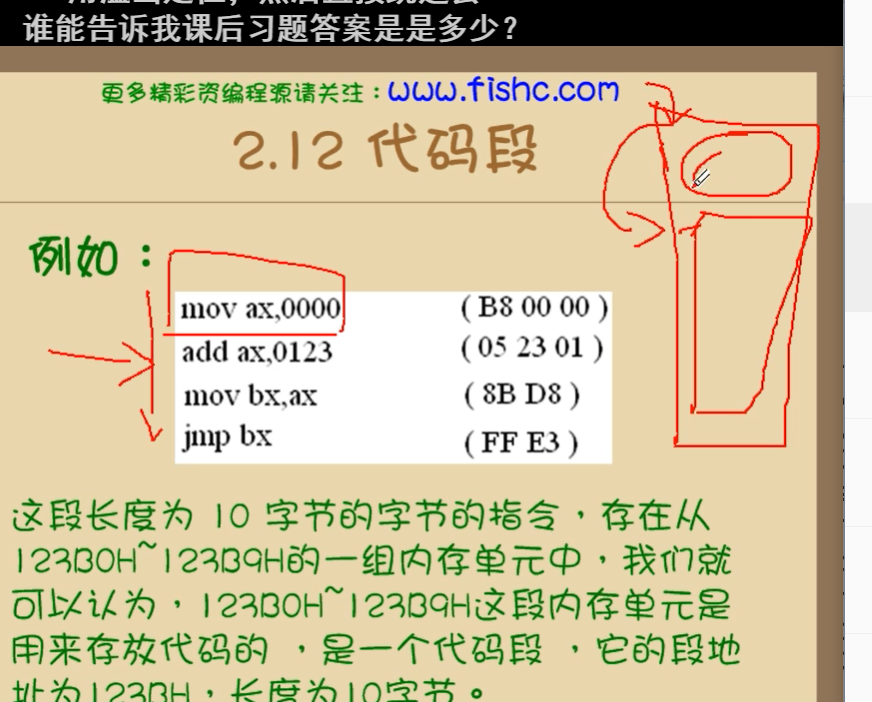 谁能告诉我课后习题答案是是多少？
更多精彩资编程源请关注：www.fishc.com
2.12 代码段
例如：
mov ax,0000 ( B8 00 00 )
add ax,0123 ( 05 23 01 )
mov bx,ax ( 8B D8 )
jmp bx ( FF E3 )
这段长度为 10 字节的字节的指令，存在从
123B0H~123B9H的一组内存单元中，我们就
可以认为，123B0H~123B9H这段内存单元是
用来存放代码的 ，是一个代码段 ，它的段地
址为123BH，长度为10字节。